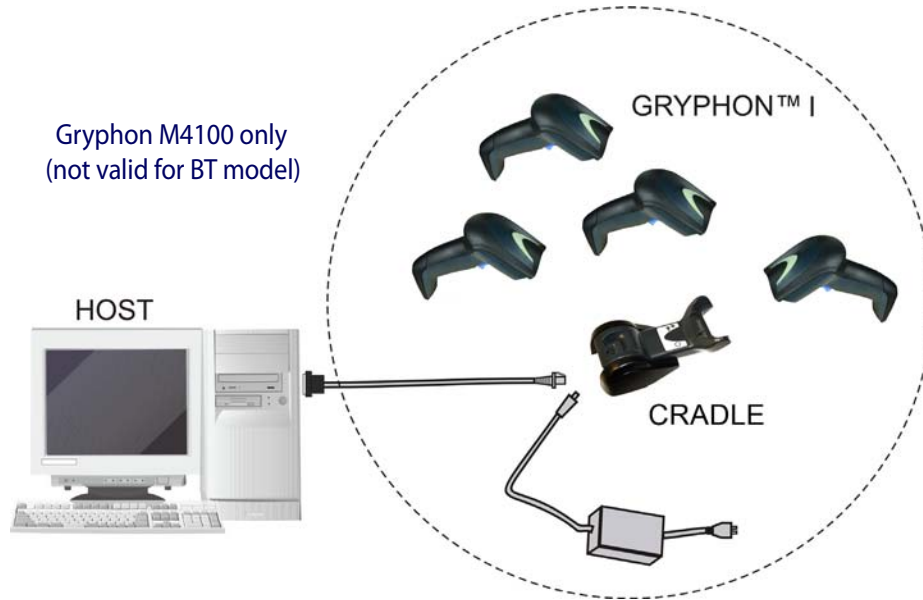 GRYPHON™ I
Gryphon M4100 only
(not valid for BT model)
HOST
CRADLE